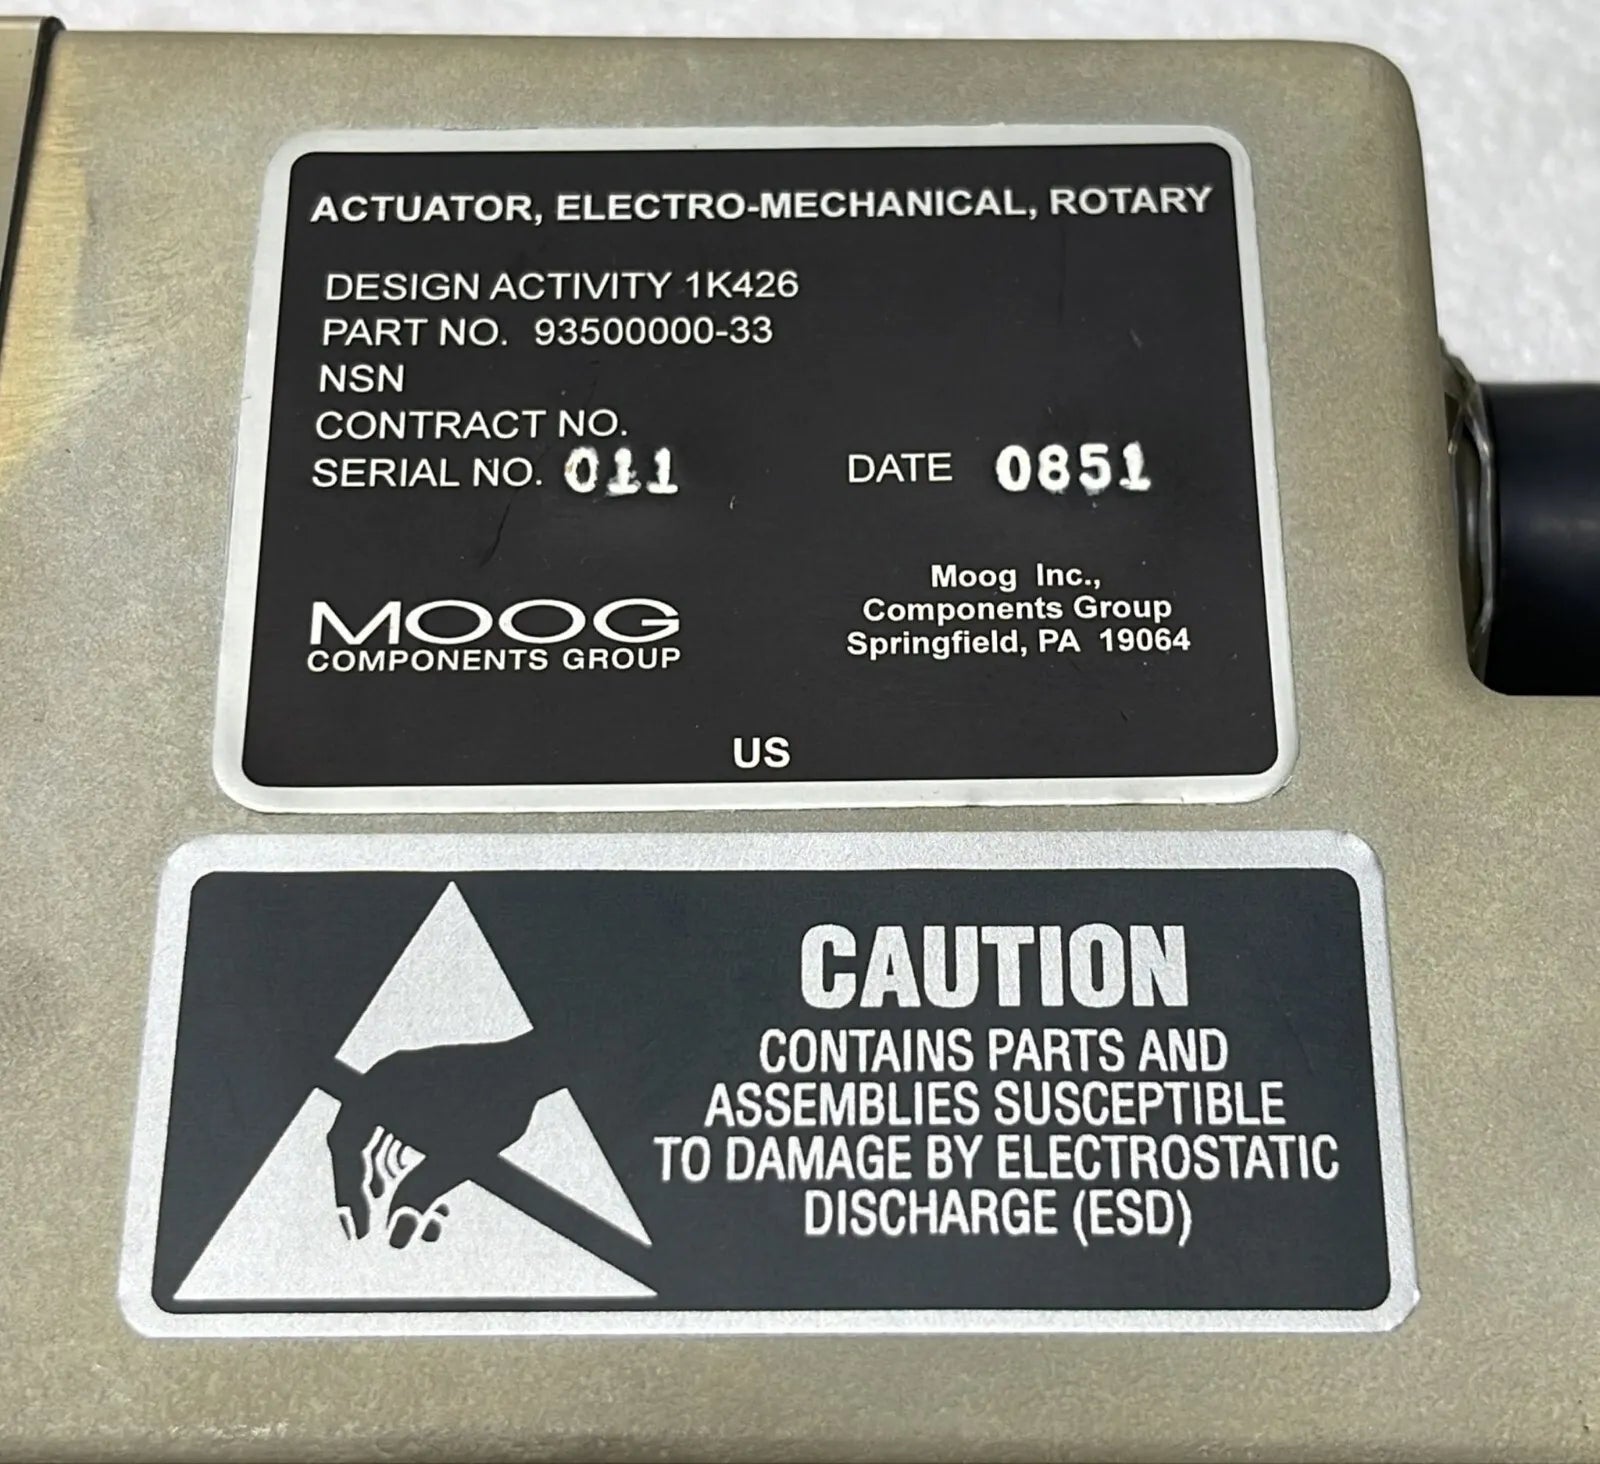 ACTUATOR, ELECTRO-MECHANICAL, ROTARY
DESIGN ACTIVITY 1K426
PART NO. 93500000-33
NSN
CONTRACT NO.
SERIAL NO. 011 DATE 0851
MOOG
COMPONENTS GROUP
Moog Inc.,
Components Group
Springfield, PA 19064
US
CAUTION
CONTAINS PARTS AND
ASSEMBLIES SUSCEPTIBLE
TO DAMAGE BY ELECTROSTATIC
DISCHARGE (ESD)